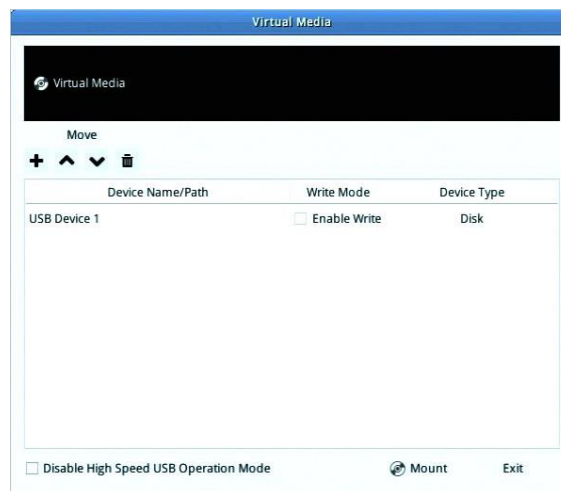 Virtual Media
Virtual Media
Move
Device Name/Path Write Mode Device Type
USB Device 1 Enable Write Disk
Disable High Speed USB Operation Mode Mount Exit